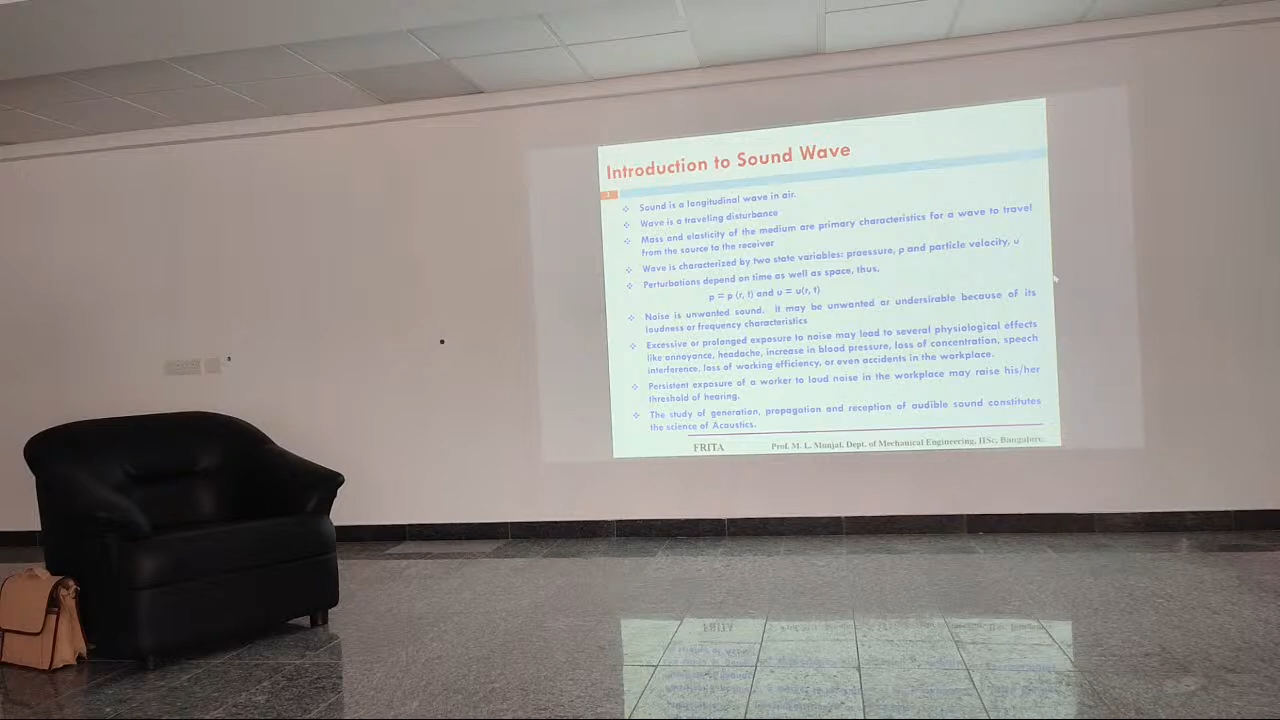 Introduction to Sound Wave
Sound is a longitudinal wave in air.
Wave is a traveling disturbance
Mass and elasticity of the medium are primary characteristics for a wave to travel
from the source to the receiver
Wave is characterized by two state variables: praessure, p and particle velocity, u
Perturbations depend on time as well as space, thus,
p = p (r, t) and u = u(r, t)
Noise is unwanted sound. It may be unwanted or undersirable because of its
loudness or frequency characteristics
Excessive or prolonged exposure to noise may lead to several physiological effects
like annoyance, headache, increase in blood pressure, loss of concentration, speech
interference, loss of working efficiency, or even accidents in the workplace.
Persistent exposure of a worker to loud noise in the workplace may raise his/her
threshold of hearing.
The study of generation, propagation and reception of audible sound constitutes
the science of Acoustics.
FRITA Prof. M. L. Munjal, Dept. of Mechanical Engineering, IISc, Bangalore.